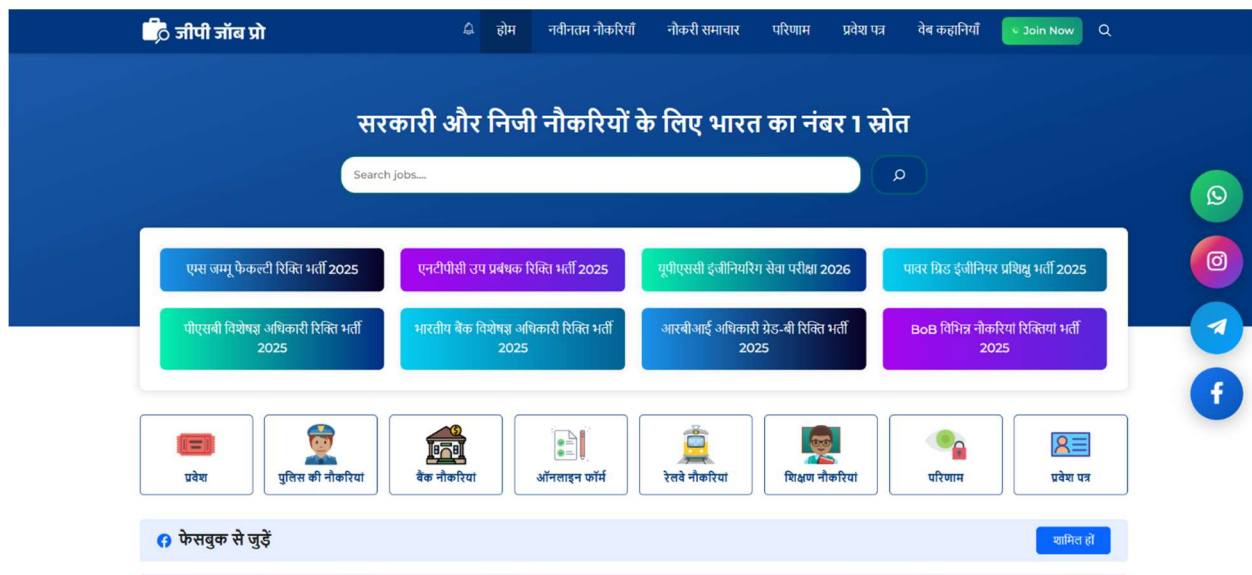 जीपी जॉब प्रो
होम
नवीनतम नौकरियाँ
नौकरी समाचार
परिणाम
प्रवेश पत्र
वेब कहानियाँ
Join Now
सरकारी और निजी नौकरियों के लिए भारत का नंबर 1 स्रोत
Search jobs....
एम्स जम्मू फेकल्टी रिक्ति भर्ती 2025
एनटीपीसी उप प्रबंधक रिक्ति भर्ती 2025
यूपीएससी इंजीनियरिंग सेवा परीक्षा 2026
पावर ग्रिड इंजीनियर प्रशिक्षु भर्ती 2025
पीएसबी विशेषज्ञ अधिकारी रिक्ति भर्ती
2025
भारतीय बैंक विशेषज्ञ अधिकारी रिक्ति भर्ती
2025
आरबीआई अधिकारी ग्रेड-बी रिक्ति भर्ती
2025
BoB विभिन्न नौकरियां रिक्तियां भर्ती
2025
प्रवेश
पुलिस की नौकरियां
बैंक नौकरियां
ऑनलाइन फॉर्म
रेलवे नौकरियां
शिक्षण नौकरियां
परिणाम
प्रवेश पत्र
फेसबुक से जुड़ें
शामिल हों